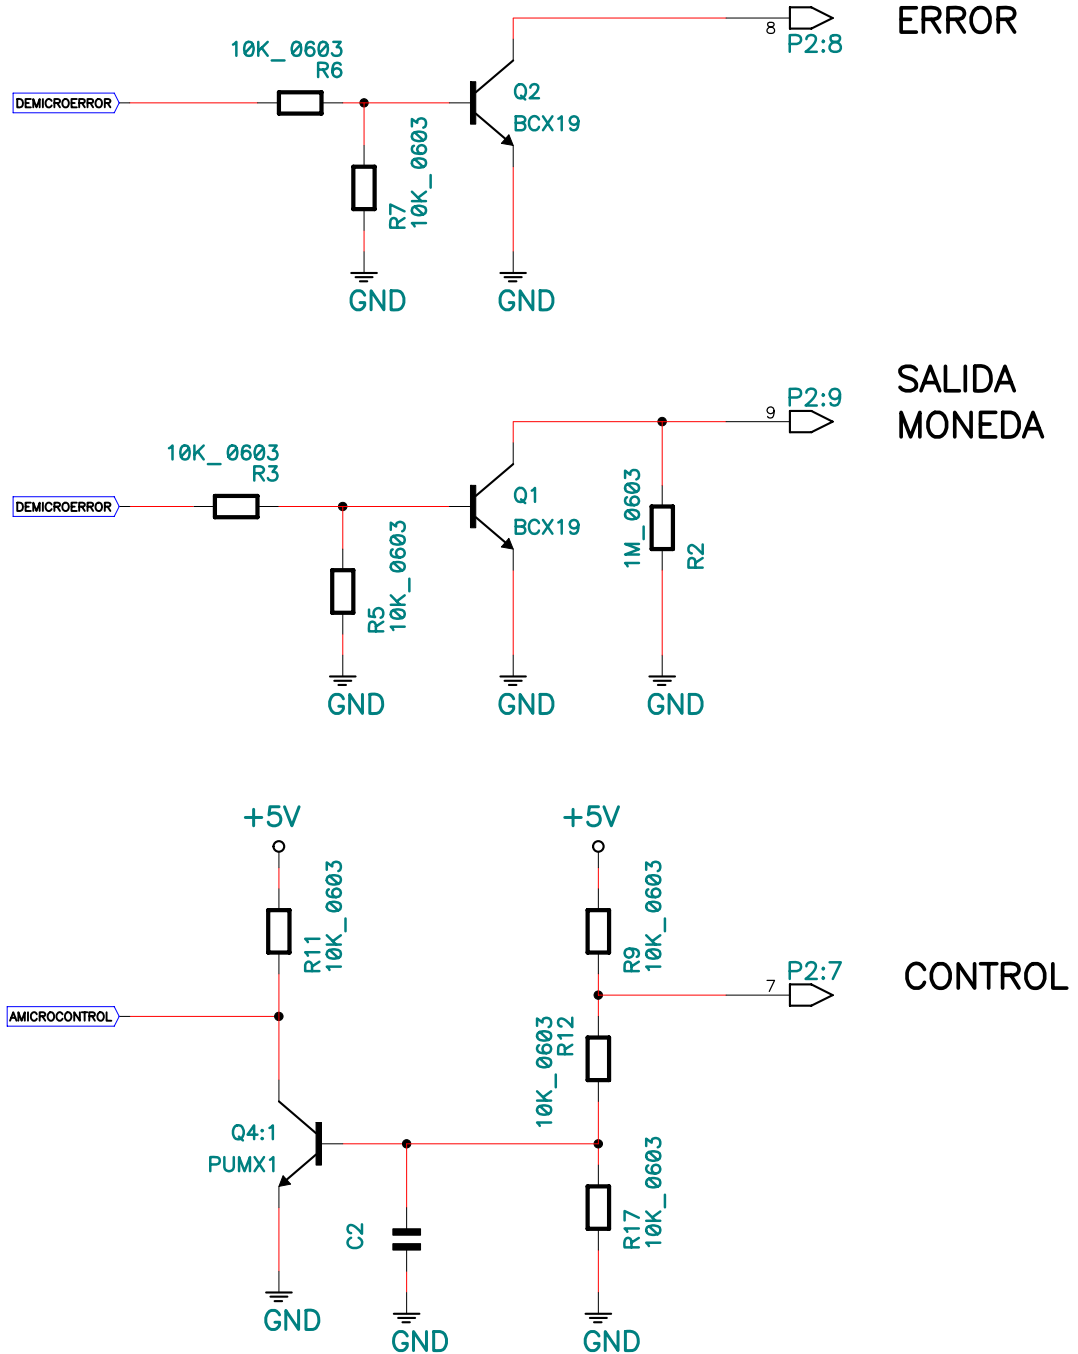 ERROR
8
P2:8
10K_0603
R6
DEMICROERROR
Q2
BCX19
R7
10K_0603
GND
GND
SALIDA
MONEDA
P2:9
9
10K_0603
R3
DEMICROERROR
Q1
BCX19
1M_0603
R2
R5
10K_0603
GND
GND
GND
+5V
+5V
R11
10K_0603
R9
10K_0603
P2:7
7
CONTROL
AMICROCONTROL
10K_0603
R12
Q4:1
PUMX1
C2
R17
10K_0603
GND
GND
GND